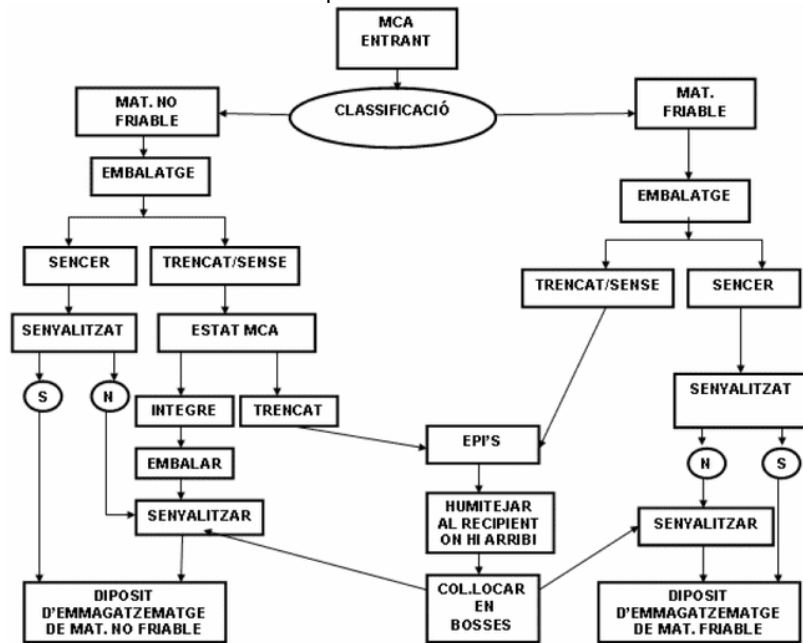 MCA
ENTRANT
CLASSIFICACIÓ
MAT. NO
FRIABLE
MAT.
FRIABLE
EMBALATGE
EMBALATGE
SENCER
TRENCAT/SENSE
TRENCAT/SENSE
SENCER
SENYALITZAT
ESTAT MCA
SENYALITZAT
S
N
INTEGRE
TRENCAT
EPI'S
N
S
EMBALAR
SENYALITZAR
HUMITEJAR
AL RECIPIENT
ON HI ARRIBI
SENYALITZAR
DIPOSIT
D'EMMAGATZEMATGE
DE MAT. NO FRIABLE
COL.LOCAR
EN
BOSSES
DIPOSIT
D'EMMAGATZEMATGE
DE MAT. FRIABLE